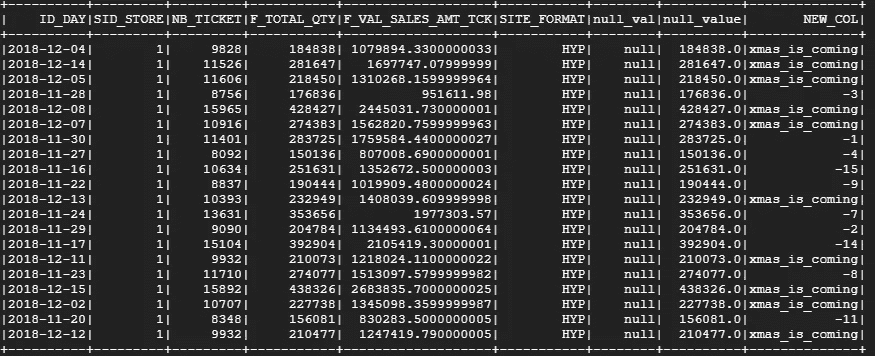 | ID_DAY|SID_STORE|NB_TICKET|F_TOTAL_QTY|F_VAL_SALES_AMT_TCK|SITE_FORMAT|null_val|null_value| NEW_COL|
|2018-12-04| 1| 9828| 184838| 1079894.3300000033| HYP| null| 184838.0|xmas_is_coming|
|2018-12-14| 1| 11526| 281647| 1697747.07999999| HYP| null| 281647.0|xmas_is_coming|
|2018-12-05| 1| 11606| 218450| 1310268.1599999964| HYP| null| 218450.0|xmas_is_coming|
|2018-11-28| 1| 8756| 176836| 951611.98| HYP| null| 176836.0| -3|
|2018-12-08| 1| 15965| 428427| 2445031.730000001| HYP| null| 428427.0|xmas_is_coming|
|2018-12-07| 1| 10916| 274383| 1562820.7599999963| HYP| null| 274383.0|xmas_is_coming|
|2018-11-30| 1| 11401| 283725| 1759584.44000000027| HYP| null| 283725.0| -1|
|2018-11-27| 1| 8092| 150136| 807008.6900000001| HYP| null| 150136.0| -4|
|2018-11-16| 1| 10634| 251631| 1352672.500000003| HYP| null| 251631.0| -15|
|2018-11-22| 1| 8837| 190444| 1019909.4800000024| HYP| null| 190444.0| -9|
|2018-12-13| 1| 10393| 232949| 1408039.609999998| HYP| null| 232949.0|xmas_is_coming|
|2018-11-24| 1| 13631| 353656| 1977303.57| HYP| null| 353656.0| -7|
|2018-11-29| 1| 9090| 204784| 1134493.6100000064| HYP| null| 204784.0| -2|
|2018-11-17| 1| 15104| 392904| 2105419.30000001| HYP| null| 392904.0| -14|
|2018-12-11| 1| 9932| 210073| 1218024.1100000022| HYP| null| 210073.0|xmas_is_coming|
|2018-11-23| 1| 11710| 274077| 1513097.5799999982| HYP| null| 274077.0| -8|
|2018-12-15| 1| 15892| 438326| 2683835.7000000025| HYP| null| 438326.0|xmas_is_coming|
|2018-12-02| 1| 10707| 227738| 1345098.3599999987| HYP| null| 227738.0|xmas_is_coming|
|2018-11-20| 1| 8348| 156081| 830283.5000000005| HYP| null| 156081.0| -11|
|2018-12-12| 1| 9932| 210477| 1247419.790000005| HYP| null| 210477.0|xmas_is_coming|